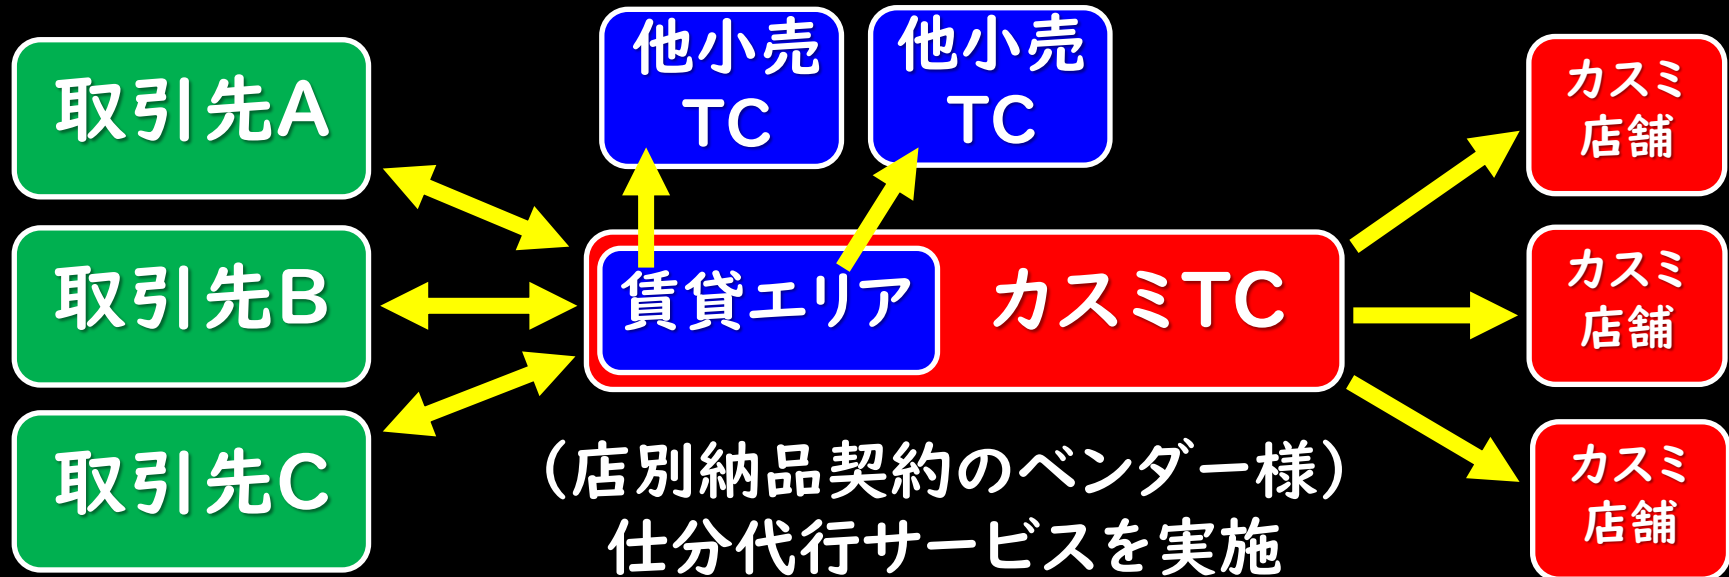 取引先A
取引先B
取引先C
他小売
TC
他小売
TC
賃貸エリア
カスミTC
(店別納品契約のベンダー様)
仕分代行サービスを実施
カスミ
店舗
カスミ
店舗
カスミ
店舗